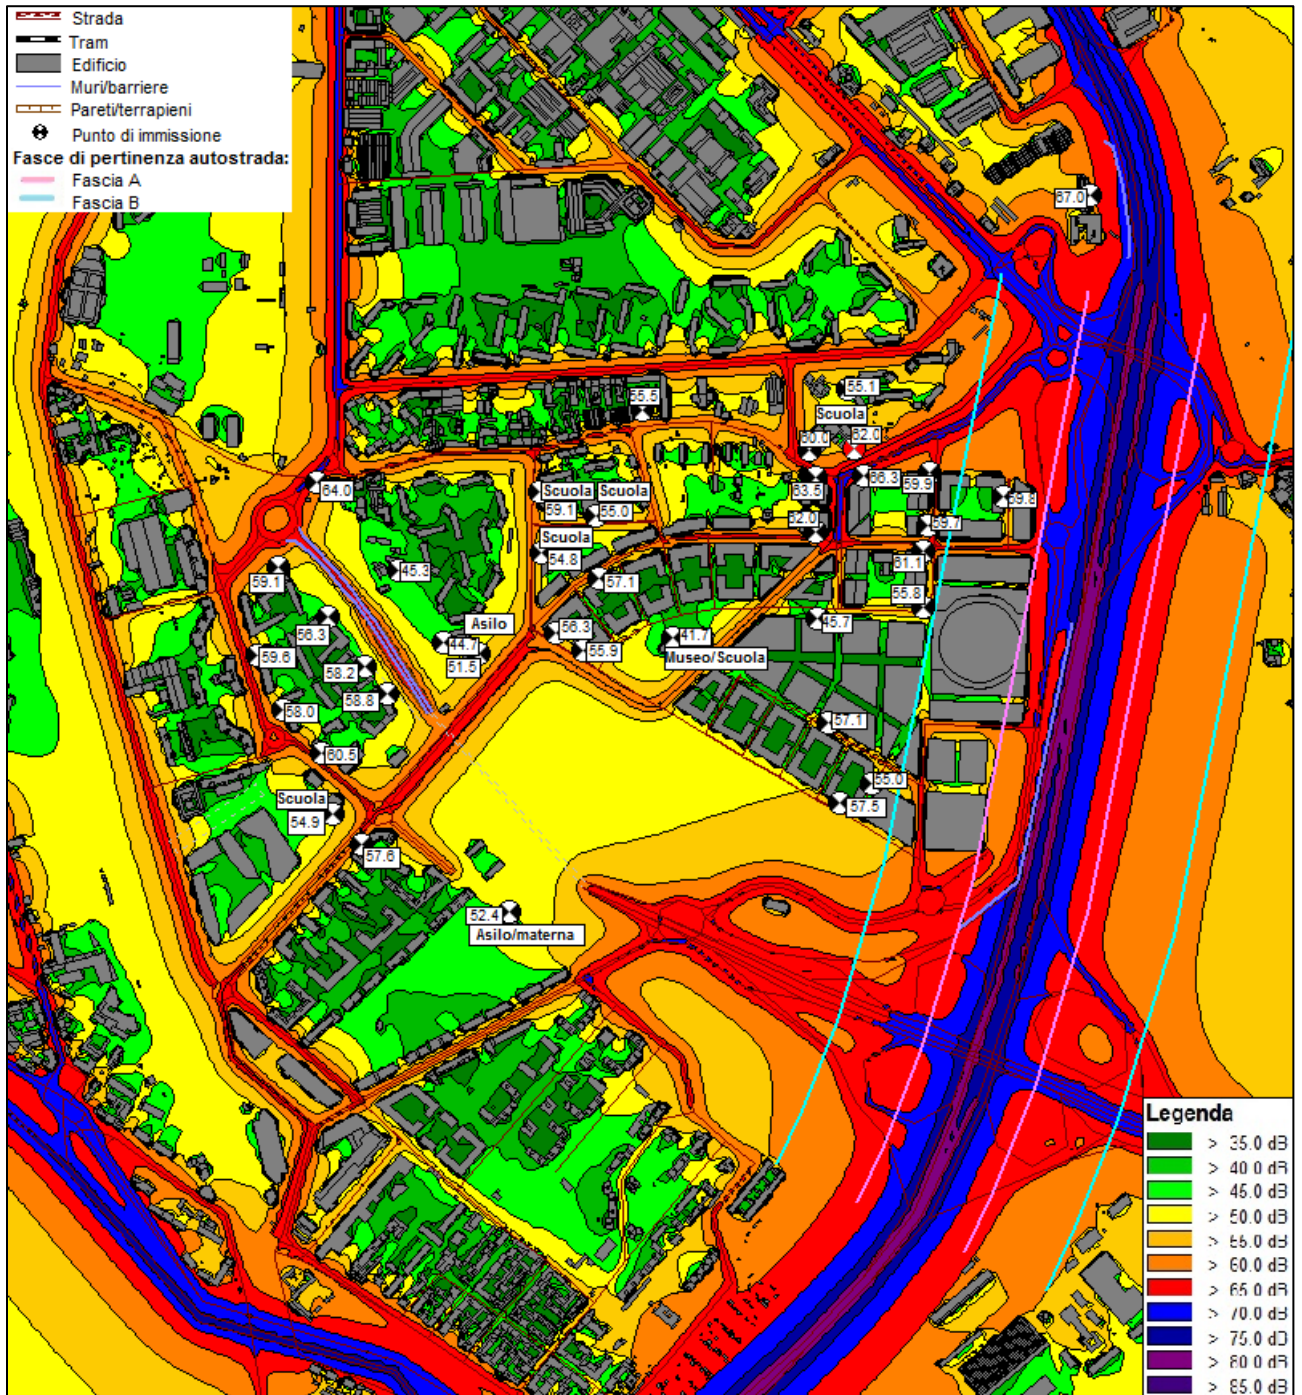 Strada
Tram
Edificio
Muri/barriere
Pareti/terrapieni
Punto di immissione
Fasce di pertinenza autostrada:
Fascia A
Fascia B
67.0
55.1
55.5
Scuola
60.0
62.0
64.0
63.5
66.3
59.9
59.8
Scuola
Scuola
59.1
55.0
59.7
Scuola
54.8
61.1
45.3
57.1
59.1
55.8
56.3
45.7
Asilo
56.3
41.7
44.7
55.9
59.6
51.5
Museo/Scuola
58.2
58.8
58.0
57.1
60.5
55.0
Scuola
57.5
54.9
57.6
52.4
Asilo/materna
Legenda
> 35.0 dB
> 40.0 dB
> 45.0 dB
> 50.0 dB
> 55.0 dB
> 60.0 dB
> 65.0 dB
> 70.0 dB
> 75.0 dB
> 80.0 dB
> 85.0 dB